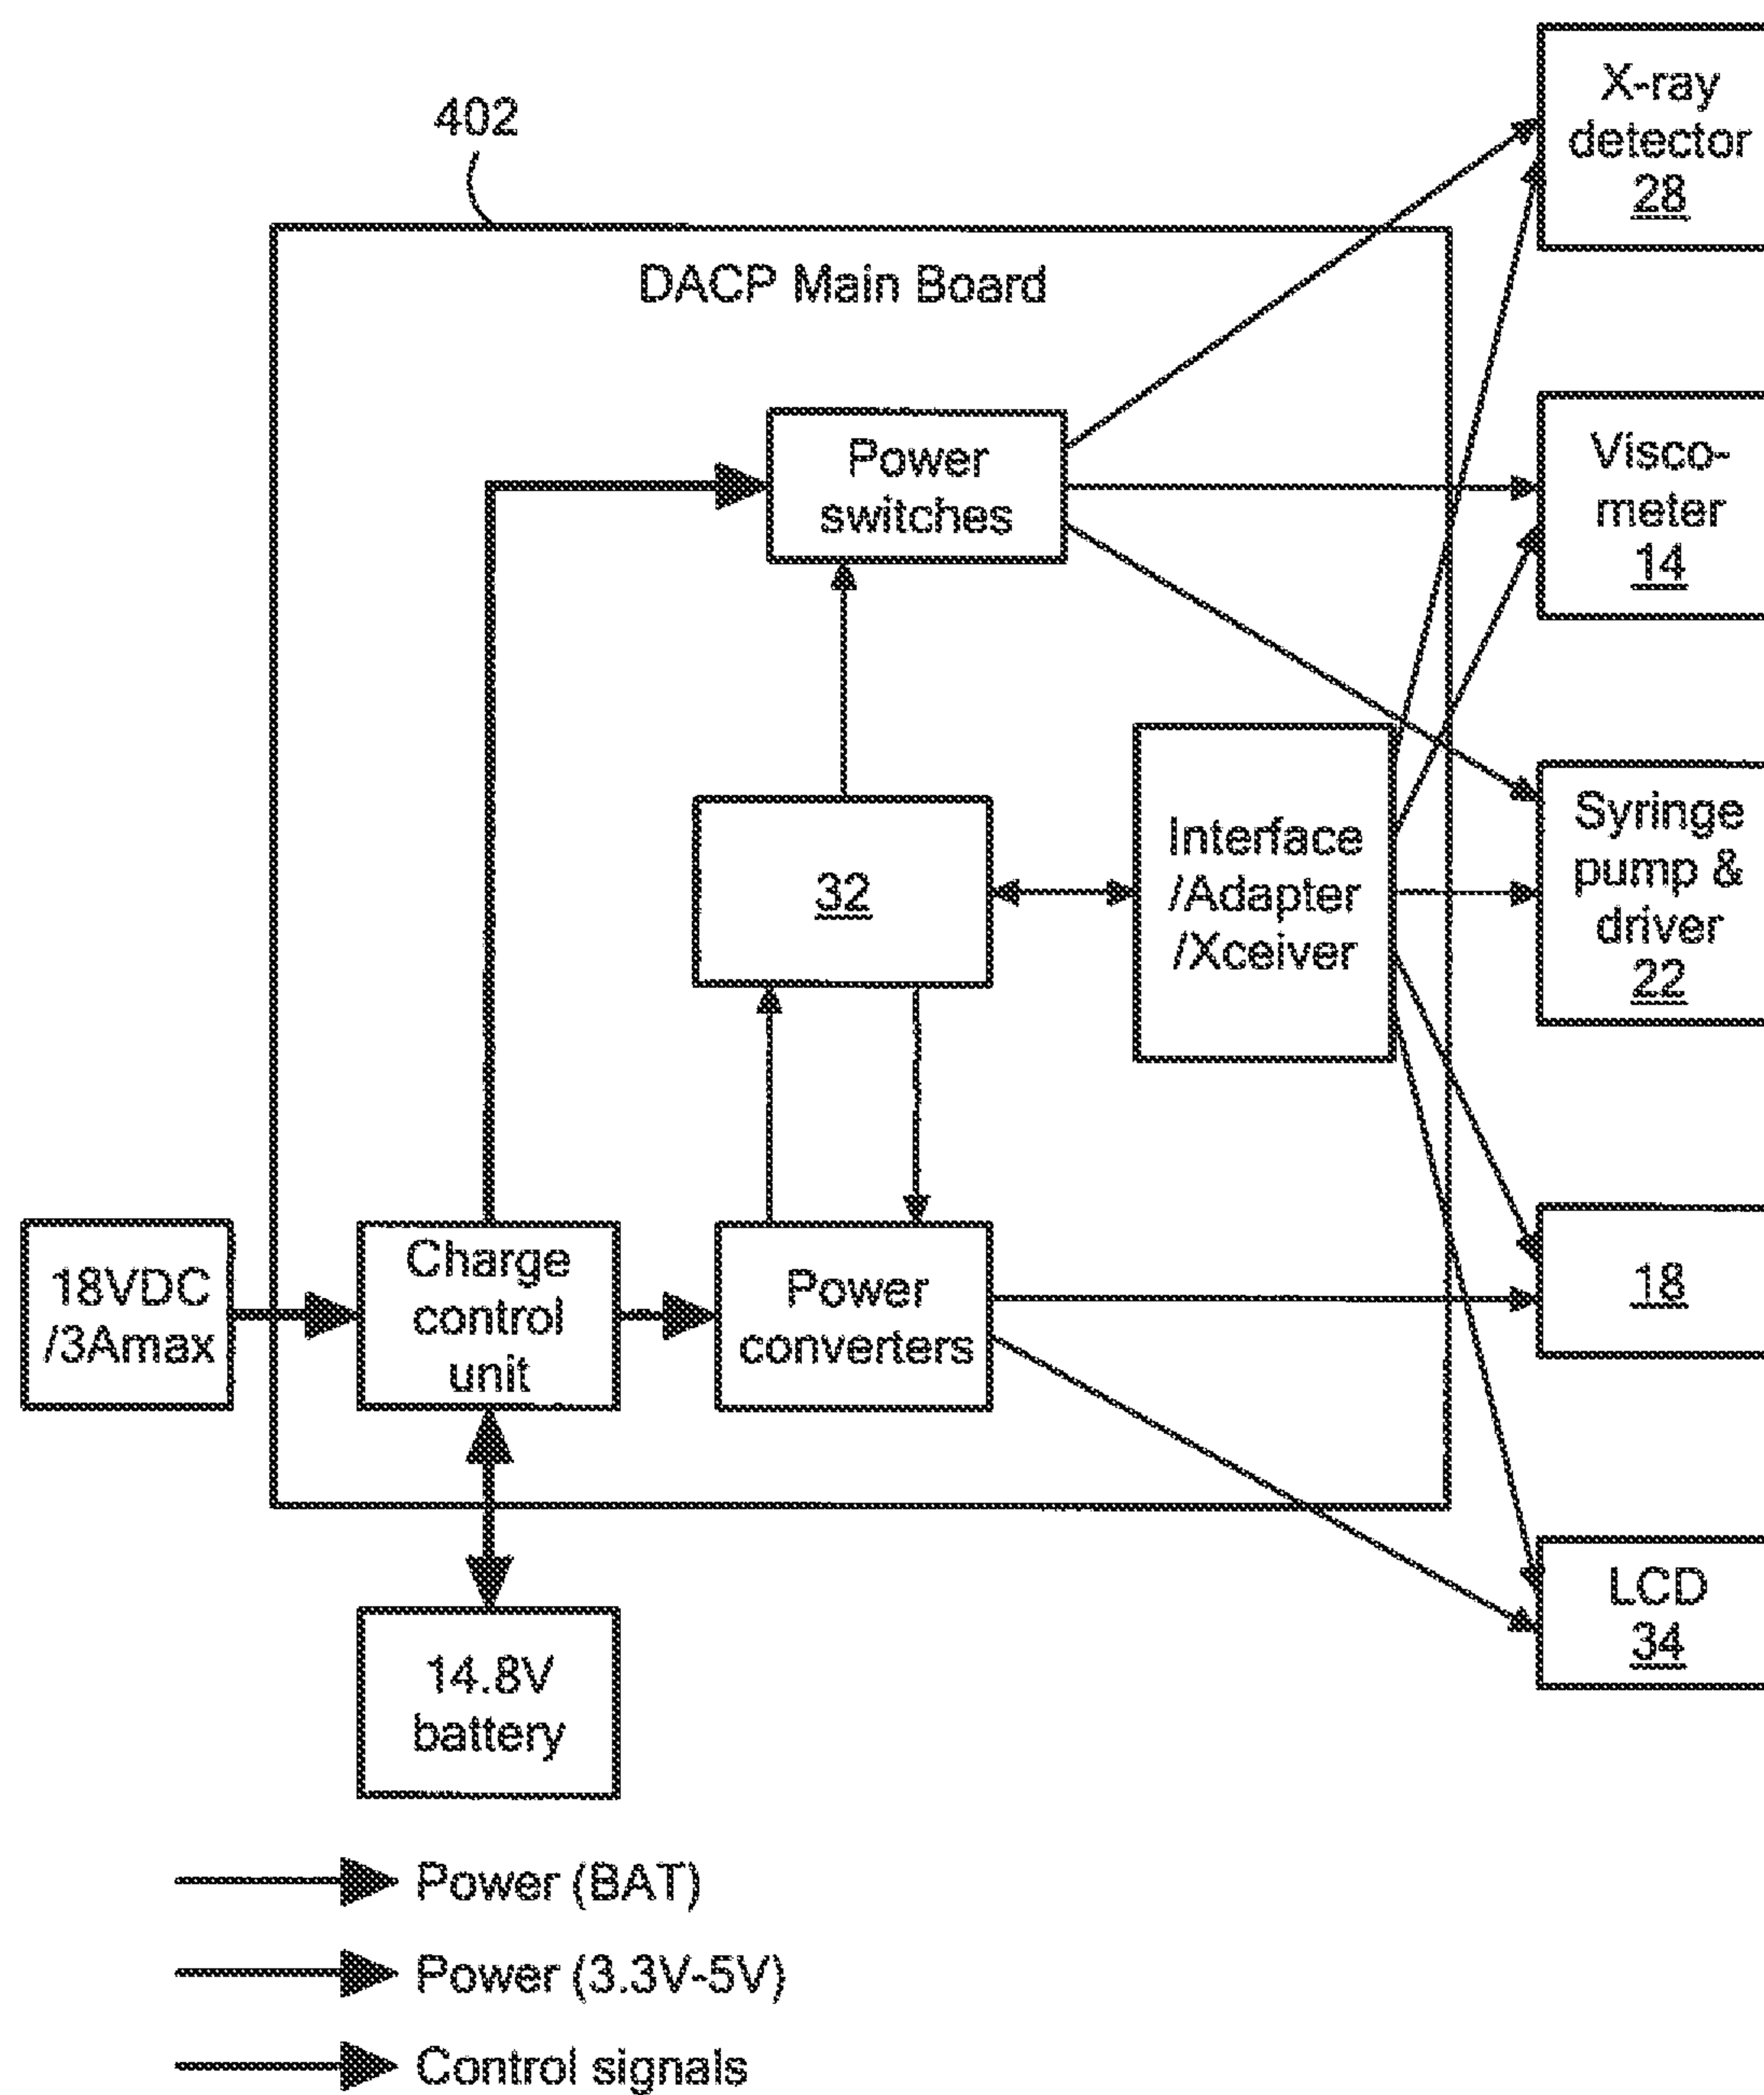 402
DACP Main Board
X-ray
detector
28
Power
switches
Visco-
meter
14
32
Interface
/Adapter
/Xceiver
Syringe
pump &
driver
22
18VDC
/3Amax
Charge
control
unit
Power
converters
18
14.8V
battery
LCD
34
Power (BAT)
Power (3.3V-5V)
Control signals